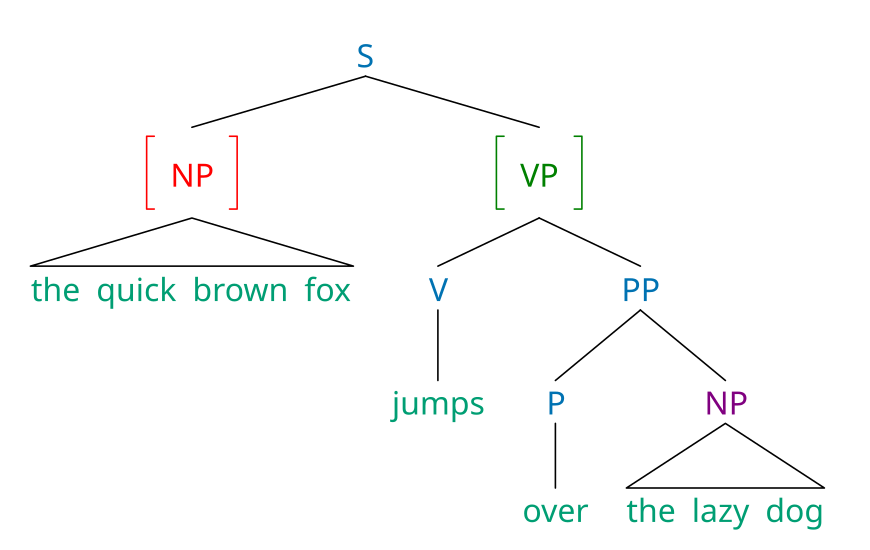 S
NP VP
the quick brown fox V PP
jumps P NP
over the lazy dog